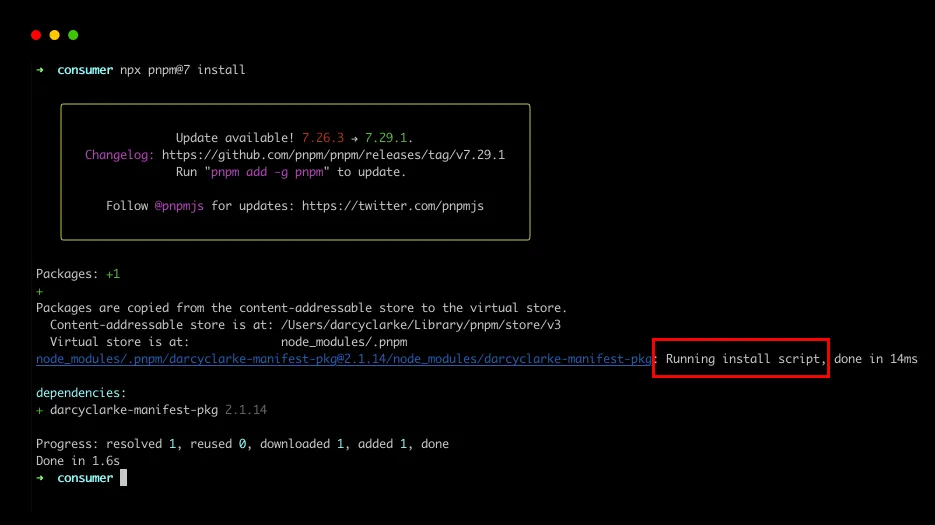 ➜ consumer npx pnpm@7 install
Update available! 7.26.3 → 7.29.1.
Changelog: https://github.com/pnpm/pnpm/releases/tag/v7.29.1
Run "pnpm add -g pnpm" to update.
Follow @pnpmjs for updates: https://twitter.com/pnpmjs
Packages: +1
+
Packages are copied from the content-addressable store to the virtual store.
Content-addressable store is at: /Users/darcyclarke/Library/pnpm/store/v3
Virtual store is at: node_modules/.pnpm
node_modules/.pnpm/darcyclarke-manifest-pkg@2.1.14/node_modules/darcyclarke-manifest-pkg: Running install script, done in 14ms
dependencies:
+ darcyclarke-manifest-pkg 2.1.14
Progress: resolved 1, reused 0, downloaded 1, added 1, done
Done in 1.6s
➜ consumer